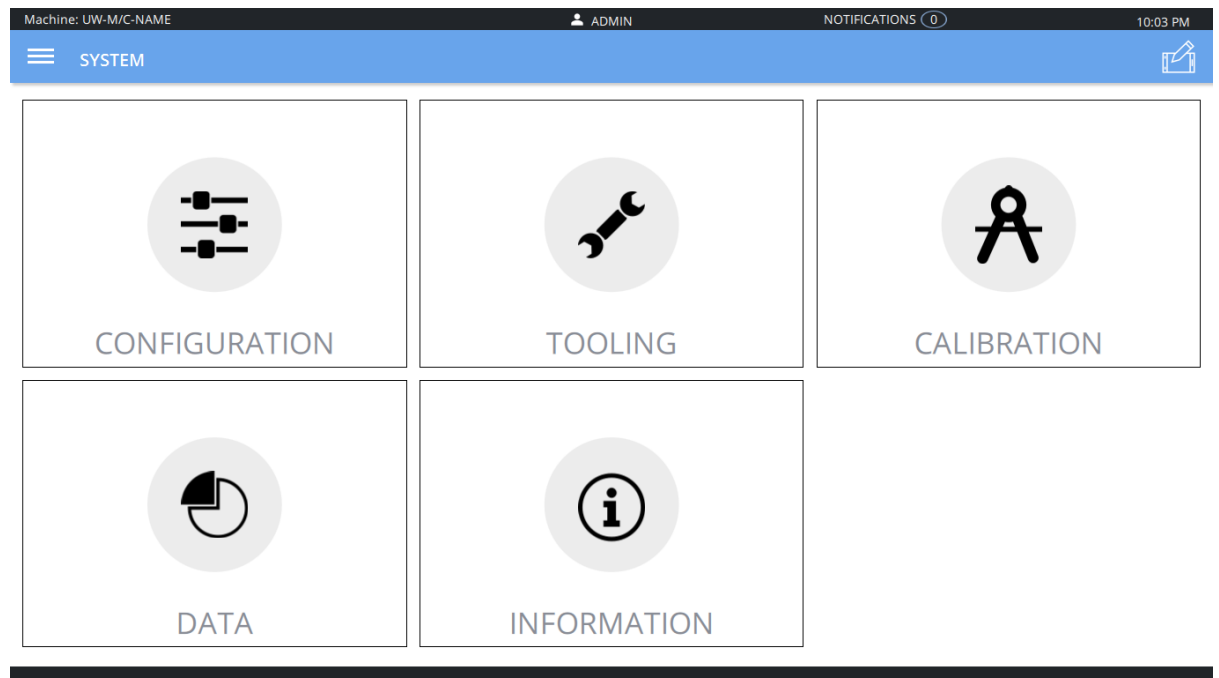 Machine: UW-M/C-NAME ADMIN NOTIFICATIONS 0 10:03 PM
SYSTEM
CONFIGURATION TOOLING CALIBRATION
DATA INFORMATION